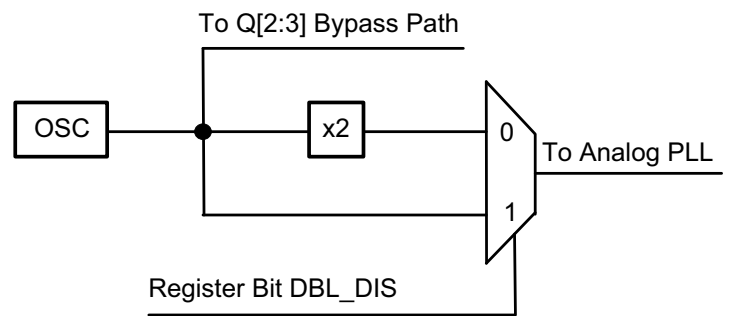 To Q[2:3] Bypass Path
OSC
x2
0
To Analog PLL
1
Register Bit DBL_DIS